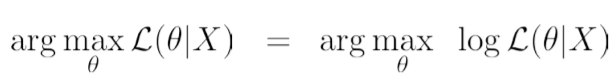 arg max_θ ℒ(θ|X) = arg max_θ log ℒ(θ|X)